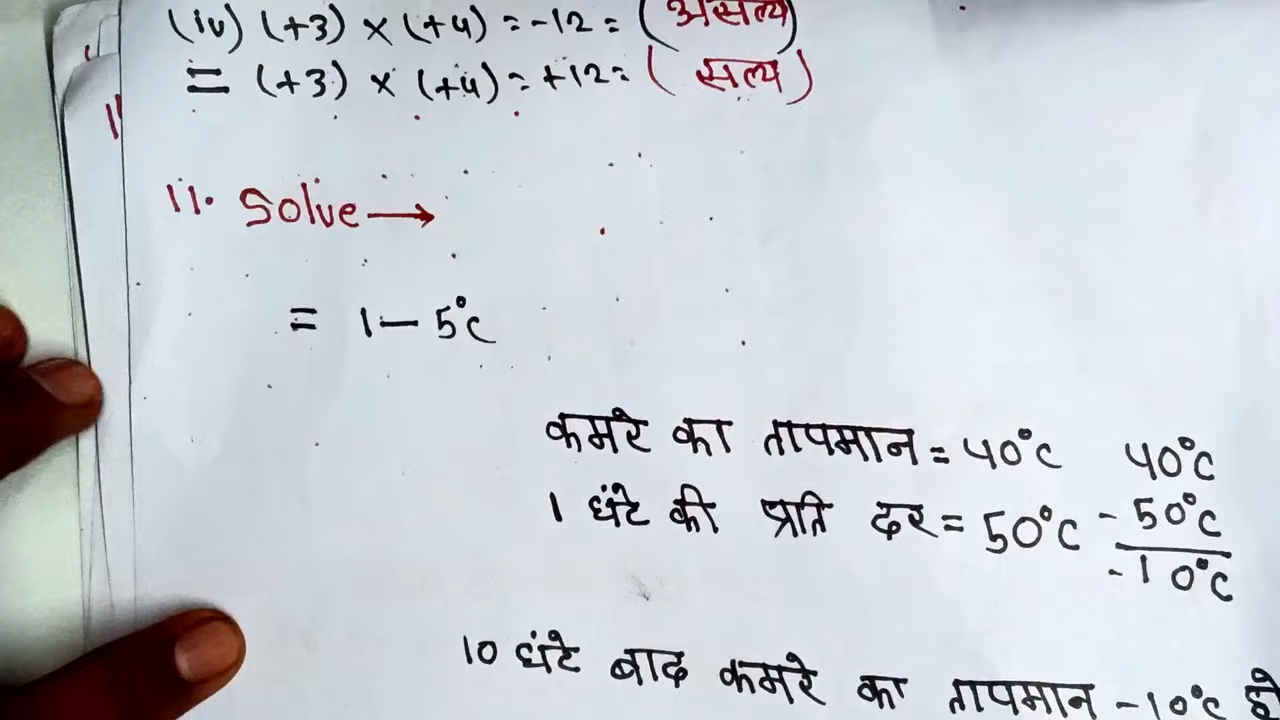 (iv) (+3) × (+4) = -12 = (असत्य)
= (+3) × (+4) = +12 = (सत्य)
11. Solve →
= 1 — 5°C
कमरे का तापमान = 40°C 40°C
1 घंटे की प्रति दर = 50°C - 50°C
-10°C
10 घंटे बाद कमरे का तापमान -10°C